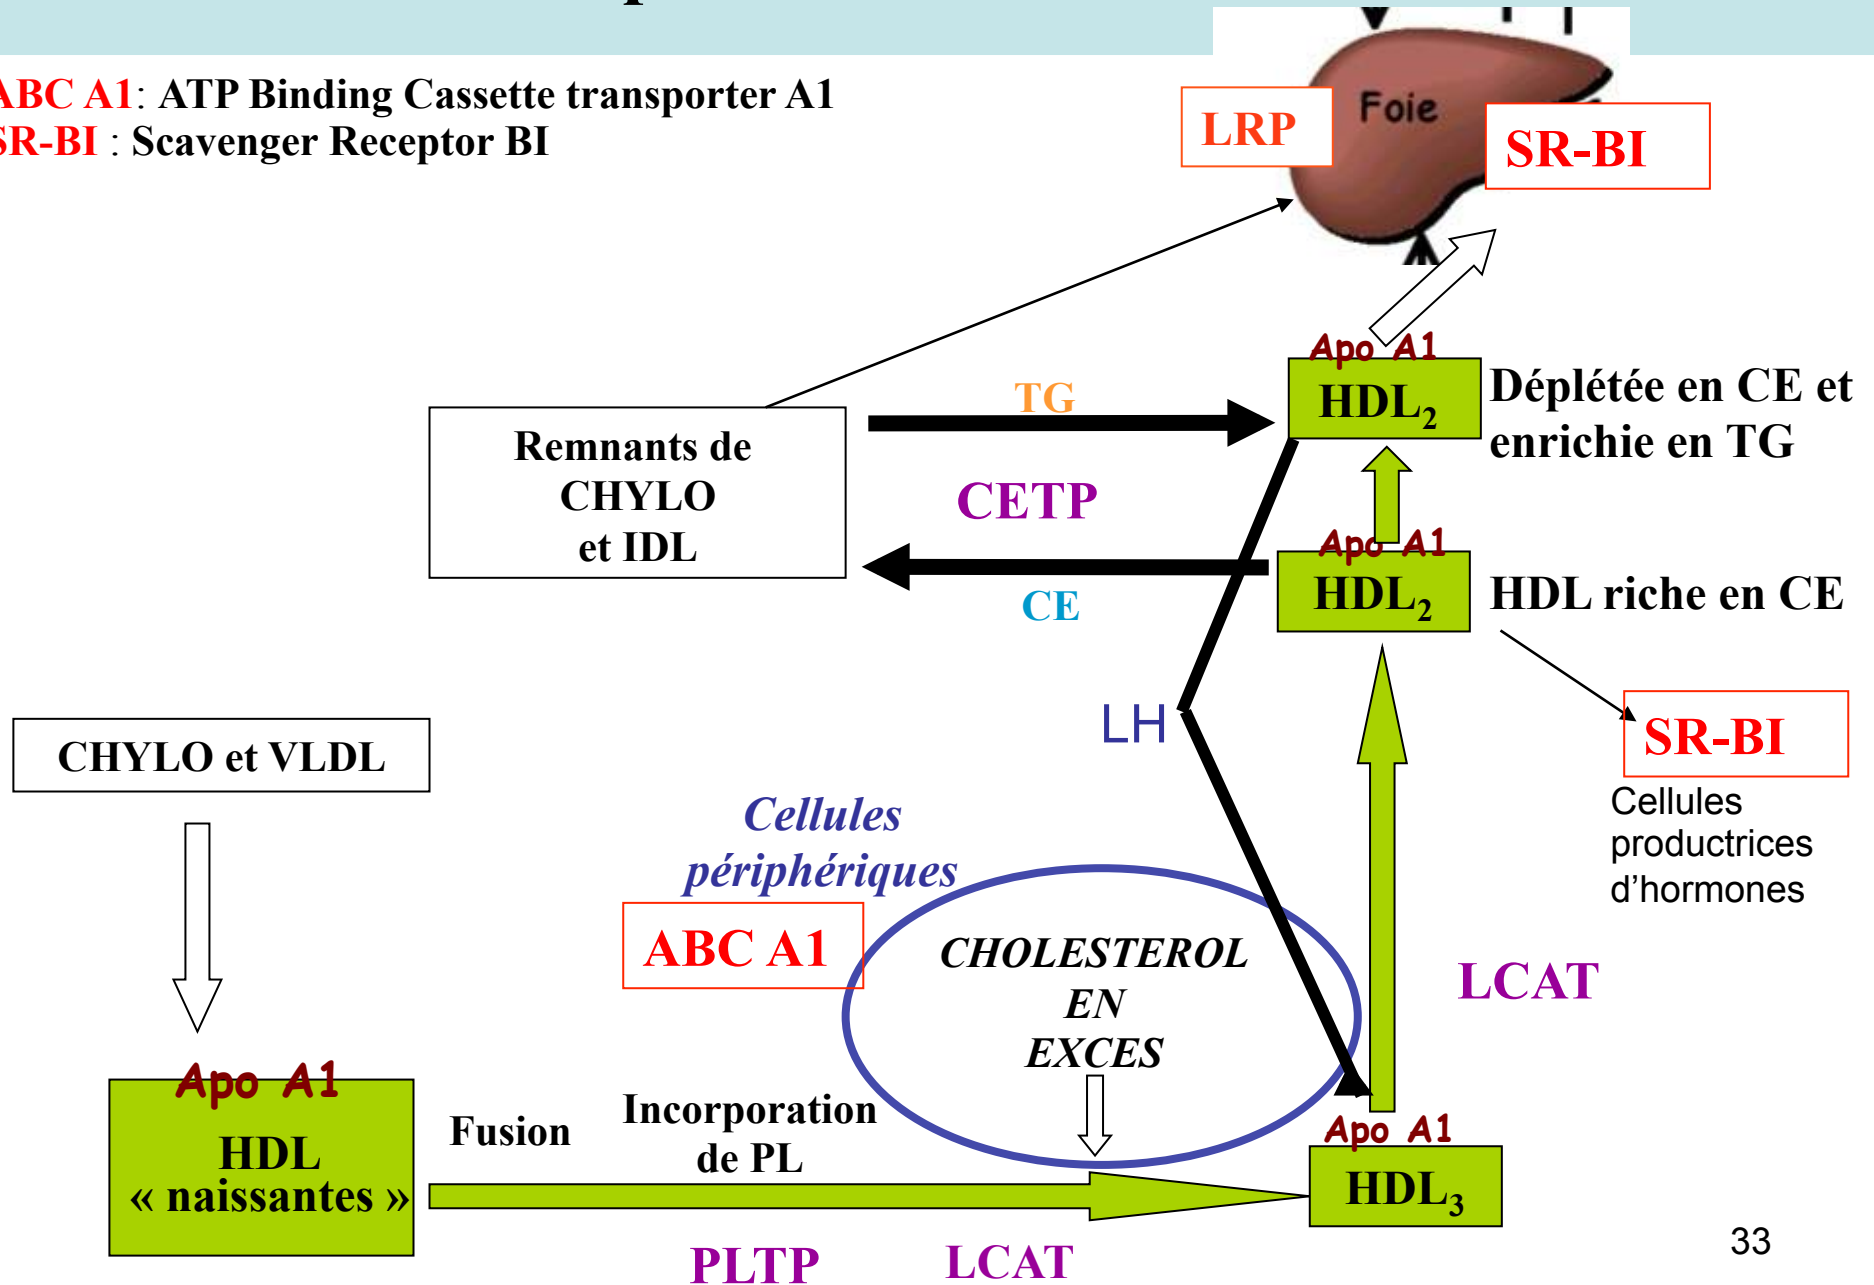 ABC A1: ATP Binding Cassette transporter A1
SR-BI : Scavenger Receptor BI
LRP
Foie
SR-BI
Apo A1
HDL2
Déplétée en CE et
enrichie en TG
TG
Remnants de
CHYLO
et IDL
CETP
Apo A1
HDL2
HDL riche en CE
CE
LH
SR-BI
Cellules
productrices
d’hormones
CHYLO et VLDL
Cellules
périphériques
ABC A1
CHOLESTEROL
EN
EXCES
LCAT
Apo A1
HDL
« naissantes »
Fusion
Incorporation
de PL
Apo A1
HDL3
PLTP
LCAT
33